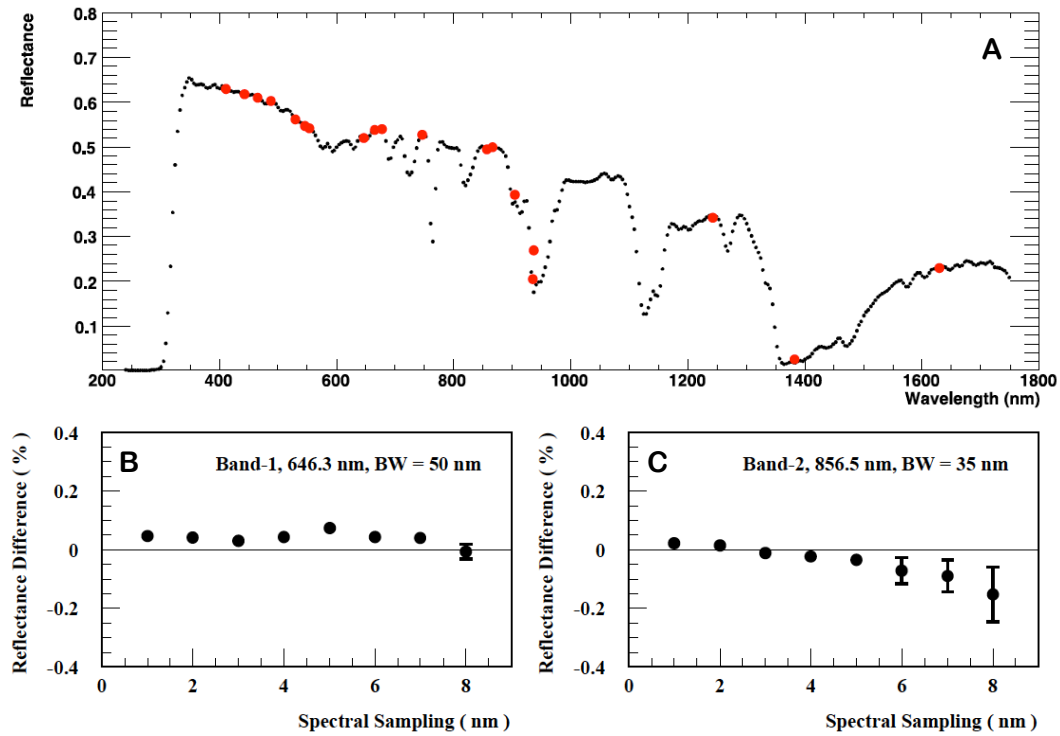 A
Reflectance
0.8
0.7
0.6
0.5
0.4
0.3
0.2
0.1
200 400 600 800 1000 1200 1400 1600 1800
Wavelength (nm)
B
Band-1, 646.3 nm, BW = 50 nm
Reflectance Difference ( % )
0.4
0.2
0
-0.2
-0.4
0 2 4 6 8
Spectral Sampling ( nm )
C
Band-2, 856.5 nm, BW = 35 nm
Reflectance Difference ( % )
0.4
0.2
0
-0.2
-0.4
0 2 4 6 8
Spectral Sampling ( nm )